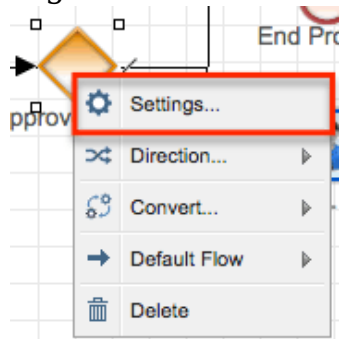 End Pro
pprov
Settings...
Direction...
Convert...
Default Flow
Delete